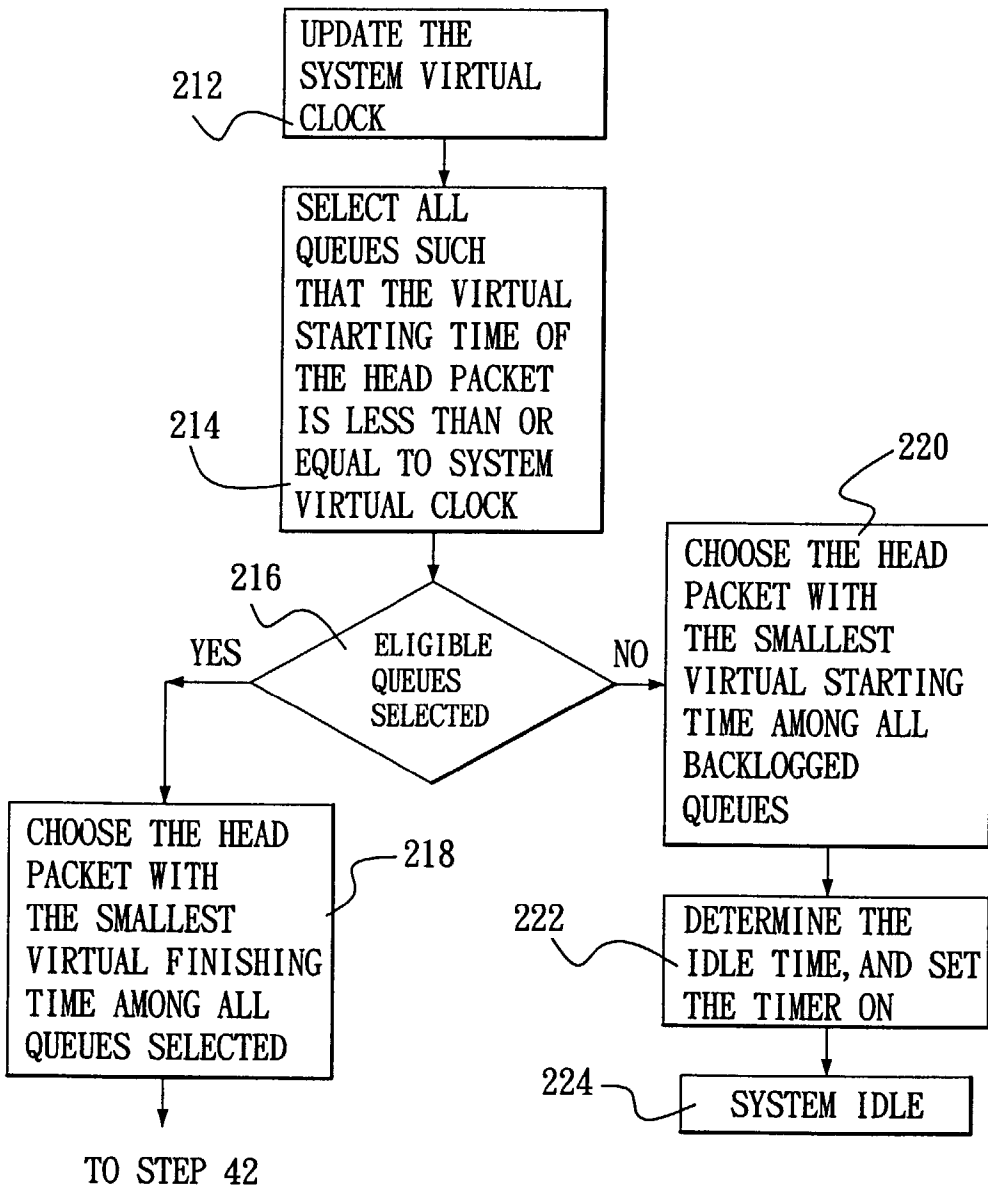 UPDATE THE
SYSTEM VIRTUAL
CLOCK
212
SELECT ALL
QUEUES SUCH
THAT THE VIRTUAL
STARTING TIME OF
THE HEAD PACKET
IS LESS THAN OR
EQUAL TO SYSTEM
VIRTUAL CLOCK
214
216
ELIGIBLE
QUEUES
SELECTED
YES
NO
CHOOSE THE HEAD
PACKET WITH
THE SMALLEST
VIRTUAL FINISHING
TIME AMONG ALL
QUEUES SELECTED
218
TO STEP 42
220
CHOOSE THE HEAD
PACKET WITH
THE SMALLEST
VIRTUAL STARTING
TIME AMONG ALL
BACKLOGGED
QUEUES
222
DETERMINE THE
IDLE TIME, AND SET
THE TIMER ON
224
SYSTEM IDLE